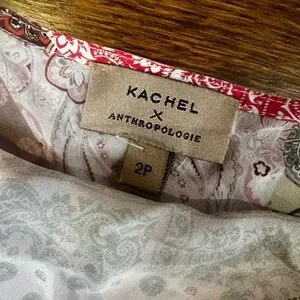 KACHEL
X
ANTHROPOLOGIE
2P